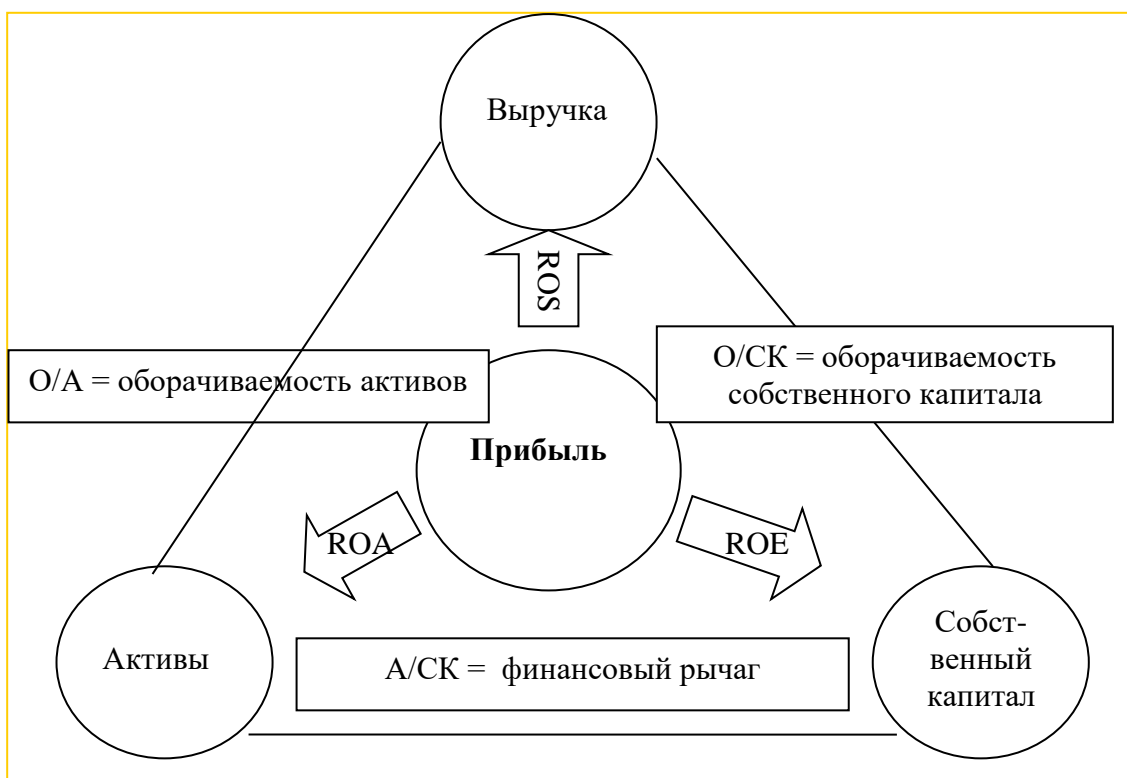 Выручка
ROS
О/А = оборачиваемость активов
О/СК = оборачиваемость
собственного капитала
Прибыль
ROA
ROE
Активы
А/СК =  финансовый рычаг
Собст-
венный
капитал